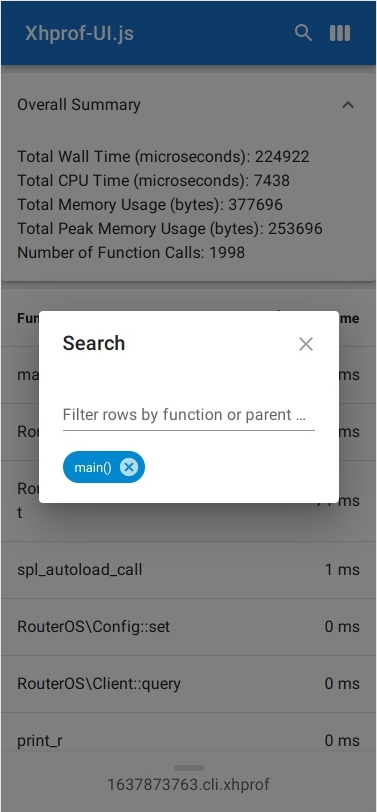 Xhprof-UI.js
Overall Summary
Total Wall Time (microseconds): 224922
Total CPU Time (microseconds): 7438
Total Memory Usage (bytes): 377696
Total Peak Memory Usage (bytes): 253696
Number of Function Calls: 1998
Search
Filter rows by function or parent ...
main()
t
spl_autoload_call 1 ms
RouterOS\Config::set 0 ms
RouterOS\Client::query 0 ms
print_r 0 ms
1637873763.cli.xhprof